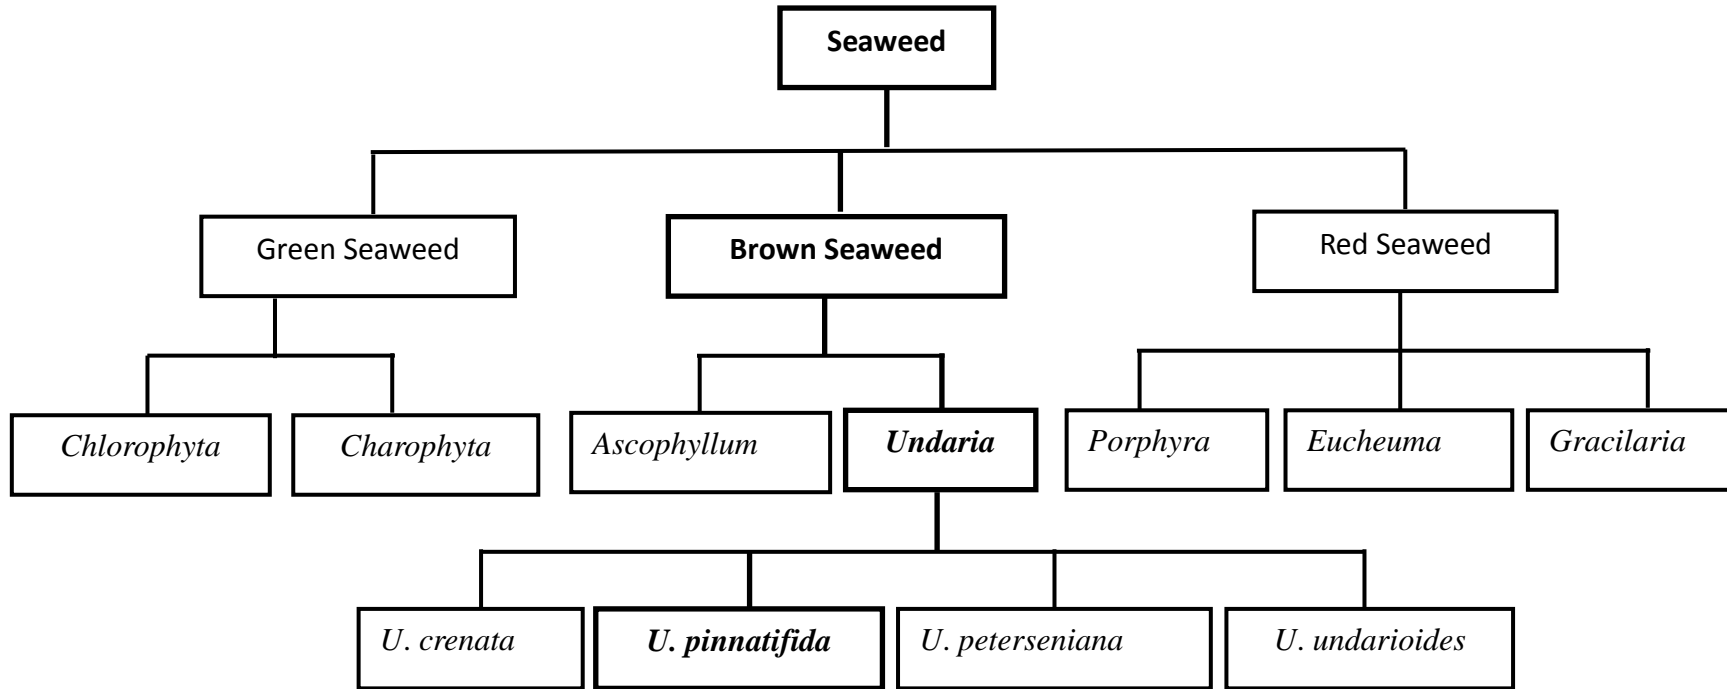 Seaweed
Green Seaweed
Brown Seaweed
Red Seaweed
Chlorophyta
Charophyta
Ascophyllum
Undaria
Porphyra
Eucheuma
Gracilaria
U. crenata
U. pinnatifida
U. peterseniana
U. undarioides